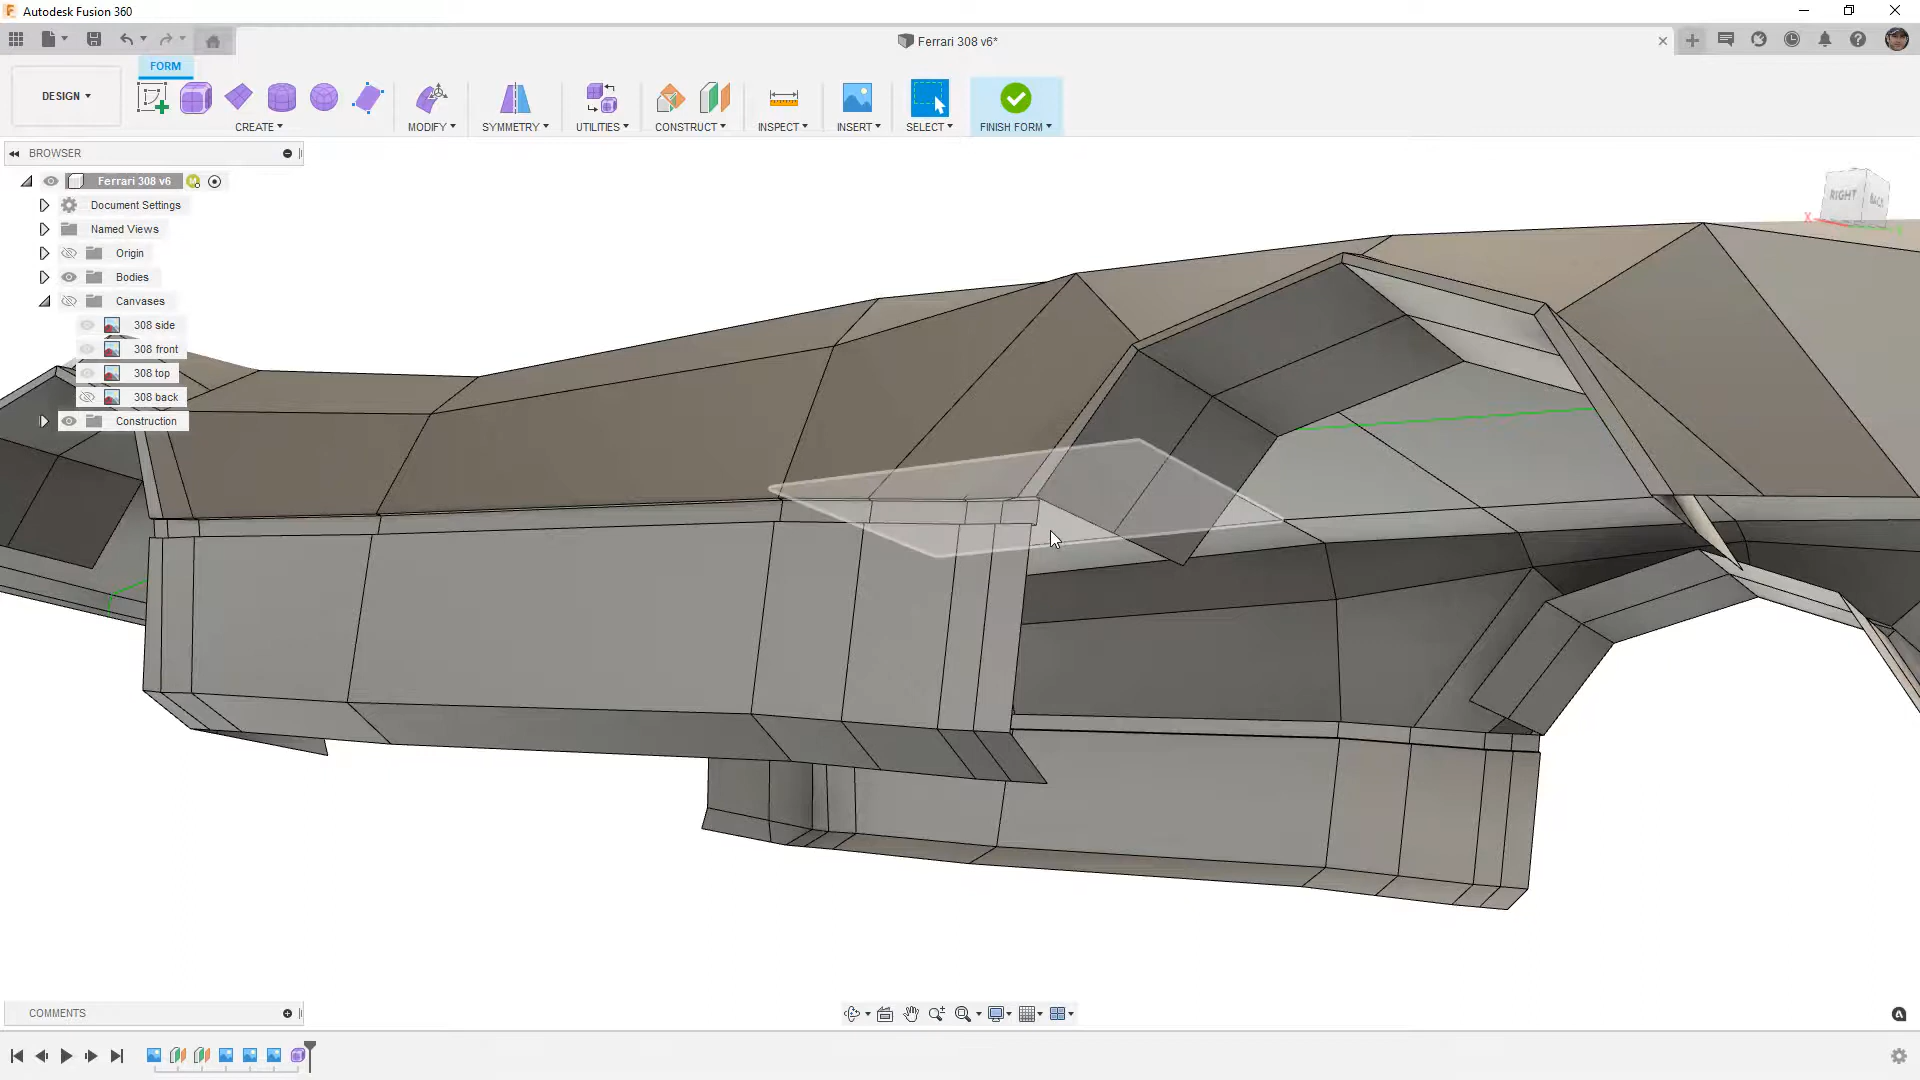 Autodesk Fusion 360
Ferrari 308 v6*
FORM
DESIGN
CREATE
MODIFY
SYMMETRY
UTILITIES
CONSTRUCT
INSPECT
INSERT
SELECT
FINISH FORM
BROWSER
Ferrari 308 v6
Document Settings
Named Views
Origin
Bodies
Canvases
308 side
308 front
308 top
308 back
Construction
RIGHT
BACK
X
COMMENTS